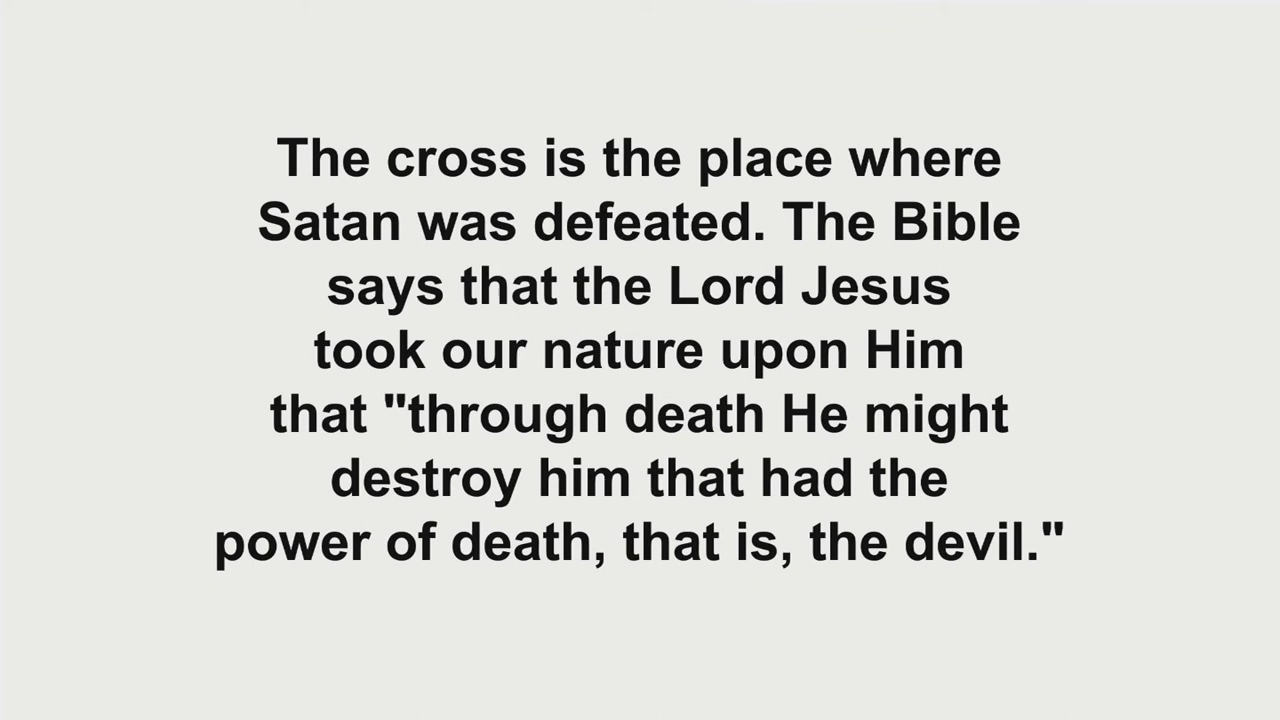 The cross is the place where
Satan was defeated. The Bible
says that the Lord Jesus
took our nature upon Him
that "through death He might
destroy him that had the
power of death, that is, the devil."